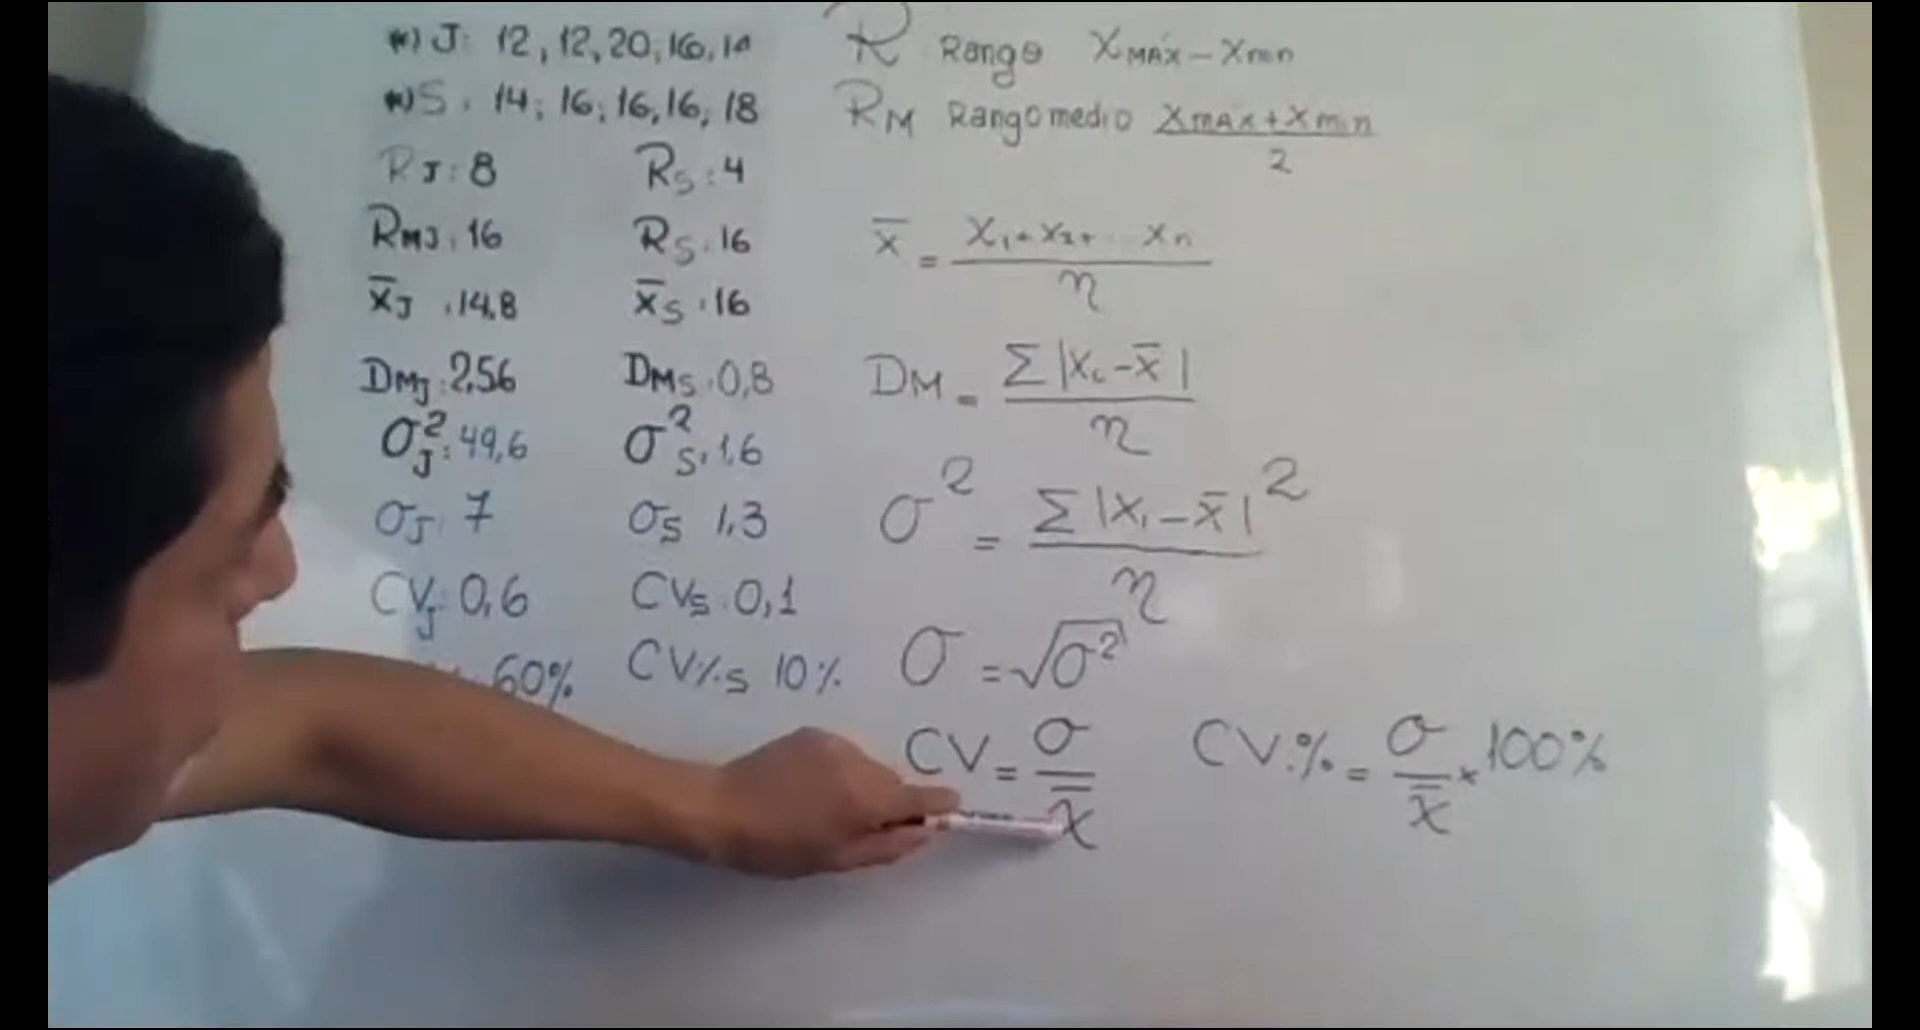 *) J: 12, 12, 20, 16, 14
*) S: 14; 16; 16, 16, 18
RJ: 8
RS: 4
RMJ: 16
RS: 16
x̄J: 14,8
x̄S: 16
DMJ: 2,56
DMS: 0,8
σ²J: 49,6
σ²S: 1,6
σJ: 7
σS 1,3
CVJ: 0,6
CVS: 0,1
60%
CV%S 10%
R Rango XMÁX - Xmin
RM Rango medio XMAX + Xmin / 2
x̄ = X1 + X2 + ... Xn / n
DM = Σ |Xi - x̄| / n
σ² = Σ |Xi - x̄|² / n
σ = √σ²
CV = σ / x̄
CV% = σ / x̄ × 100%